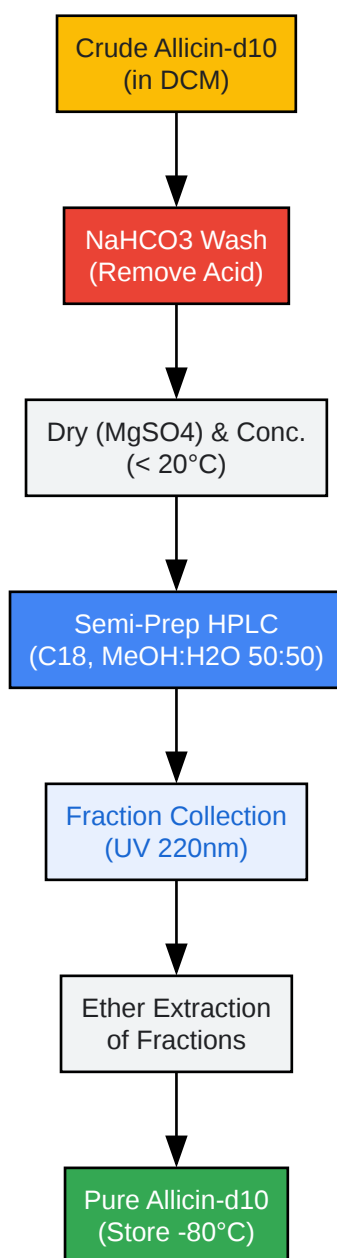 Crude Allicin-d10
(in DCM)
NaHCO3 Wash
(Remove Acid)
Dry (MgSO4) & Conc.
(< 20°C)
Semi-Prep HPLC
(C18, MeOH:H2O 50:50)
Fraction Collection
(UV 220nm)
Ether Extraction
of Fractions
Pure Allicin-d10
(Store -80°C)